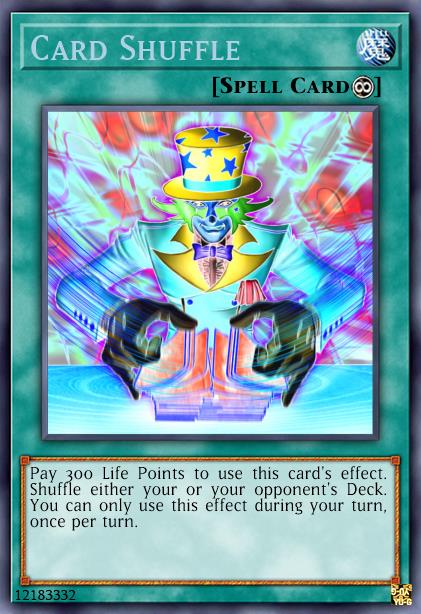 Card Shuffle
[Spell Card]
Pay 300 Life Points to use this card's effect.
Shuffle either your or your opponent's Deck.
You can only use this effect during your turn,
once per turn.
12183332